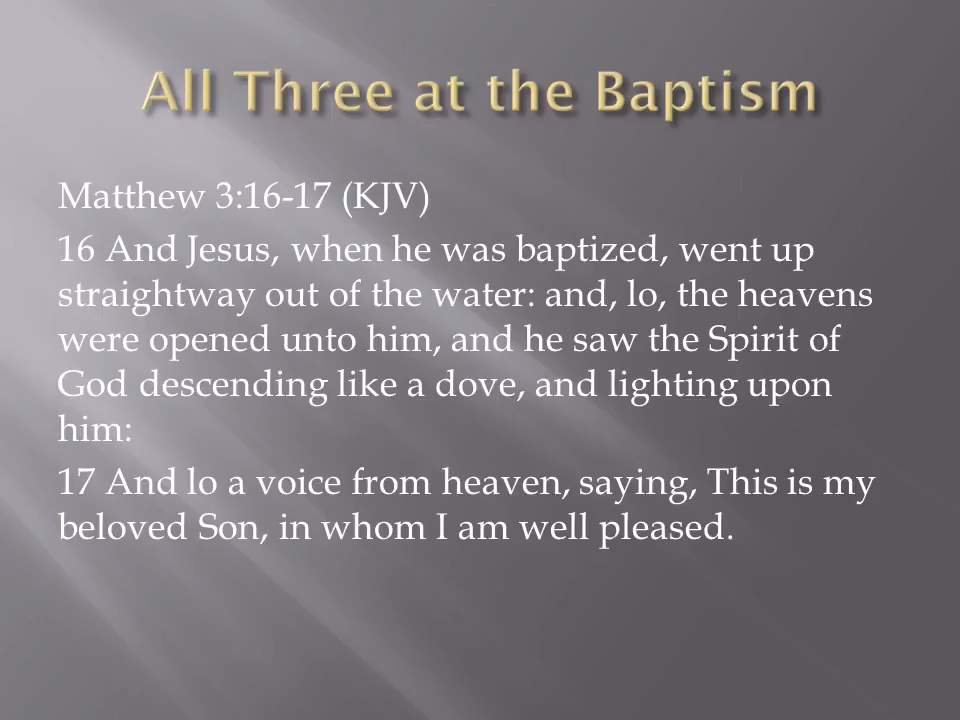 All Three at the Baptism
Matthew 3:16-17 (KJV)
16 And Jesus, when he was baptized, went up
straightway out of the water: and, lo, the heavens
were opened unto him, and he saw the Spirit of
God descending like a dove, and lighting upon
him:
17 And lo a voice from heaven, saying, This is my
beloved Son, in whom I am well pleased.